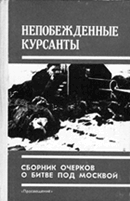 НЕПОБЕЖДЕННЫЕ
КУРСАНТЫ
СБОРНИК ОЧЕРКОВ
О БИТВЕ ПОД МОСКВОЙ
«Просвещение»